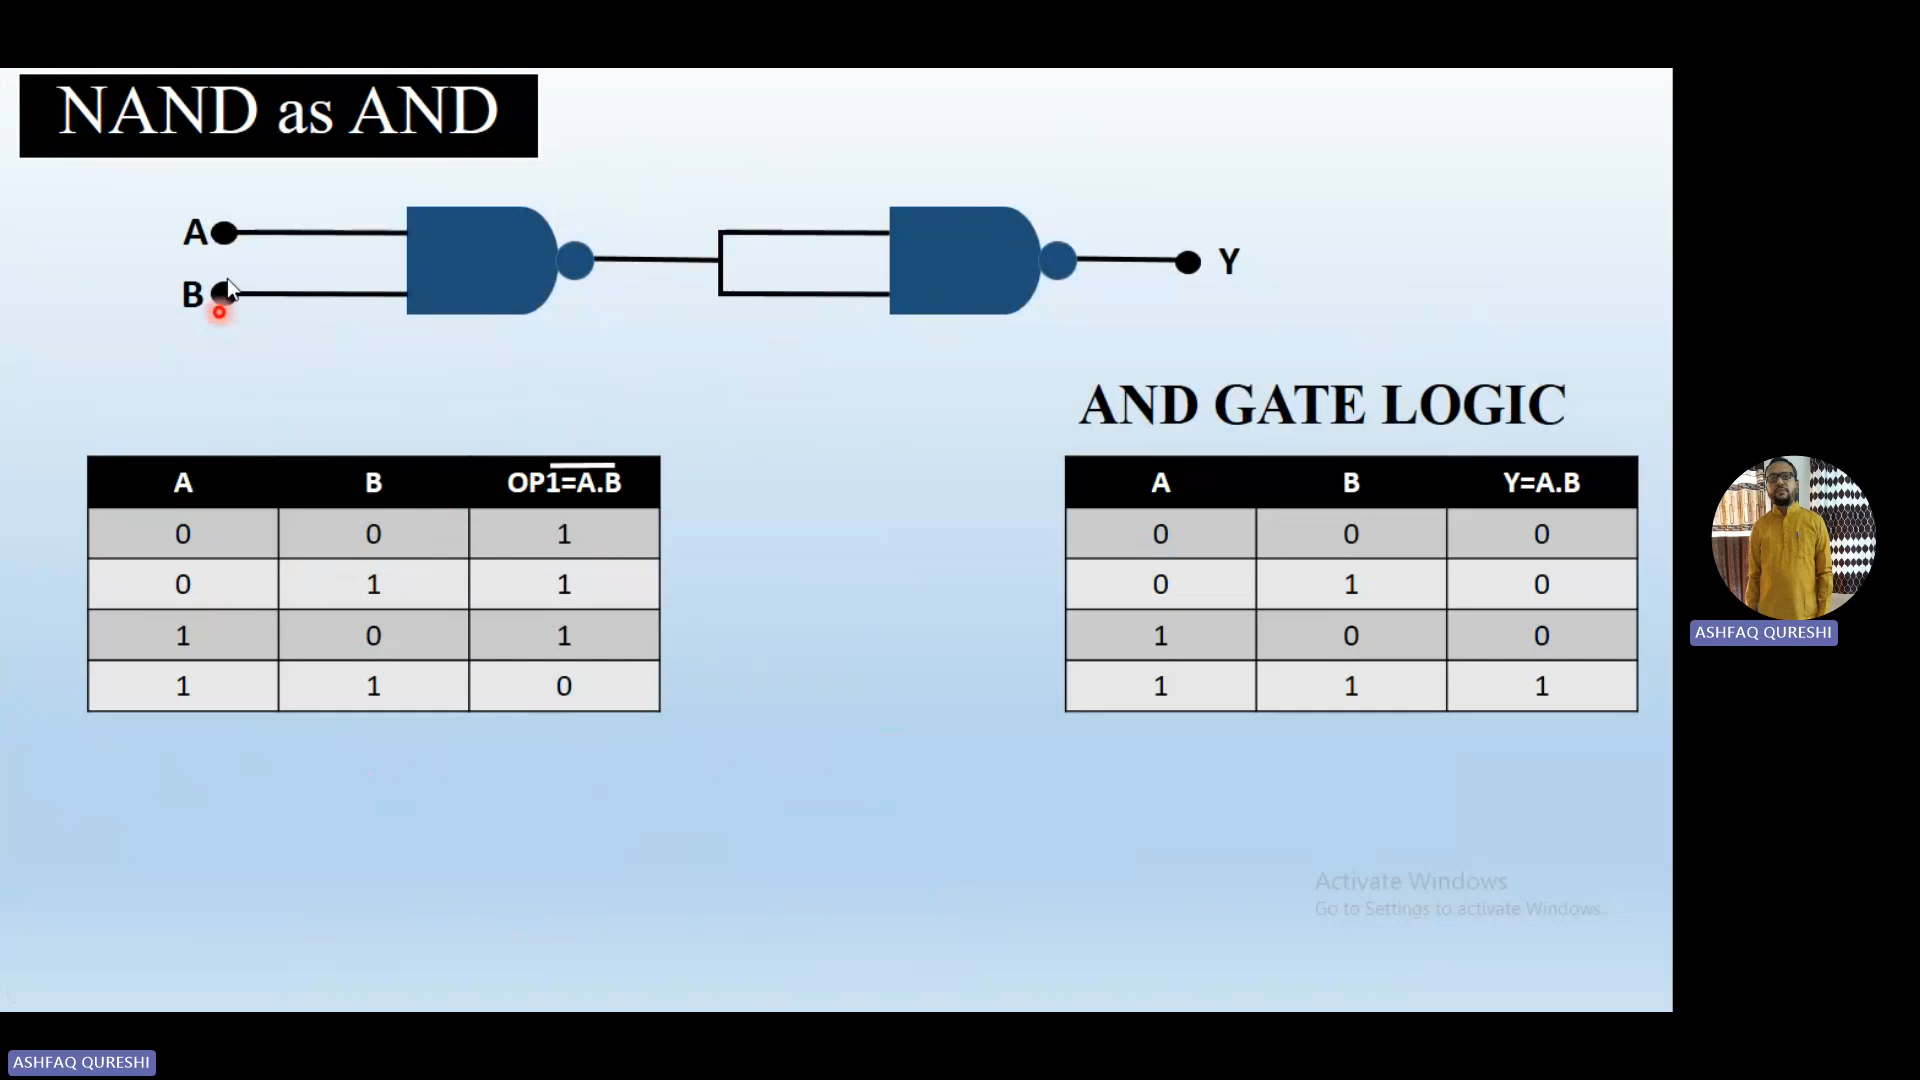 NAND as AND
A
B
Y
AND GATE LOGIC
A B OP1=A.B
0 0 1
0 1 1
1 0 1
1 1 0
A B Y=A.B
0 0 0
0 1 0
1 0 0
1 1 1
ASHFAQ QURESHI
Activate Windows
Go to Settings to activate Windows.
ASHFAQ QURESHI